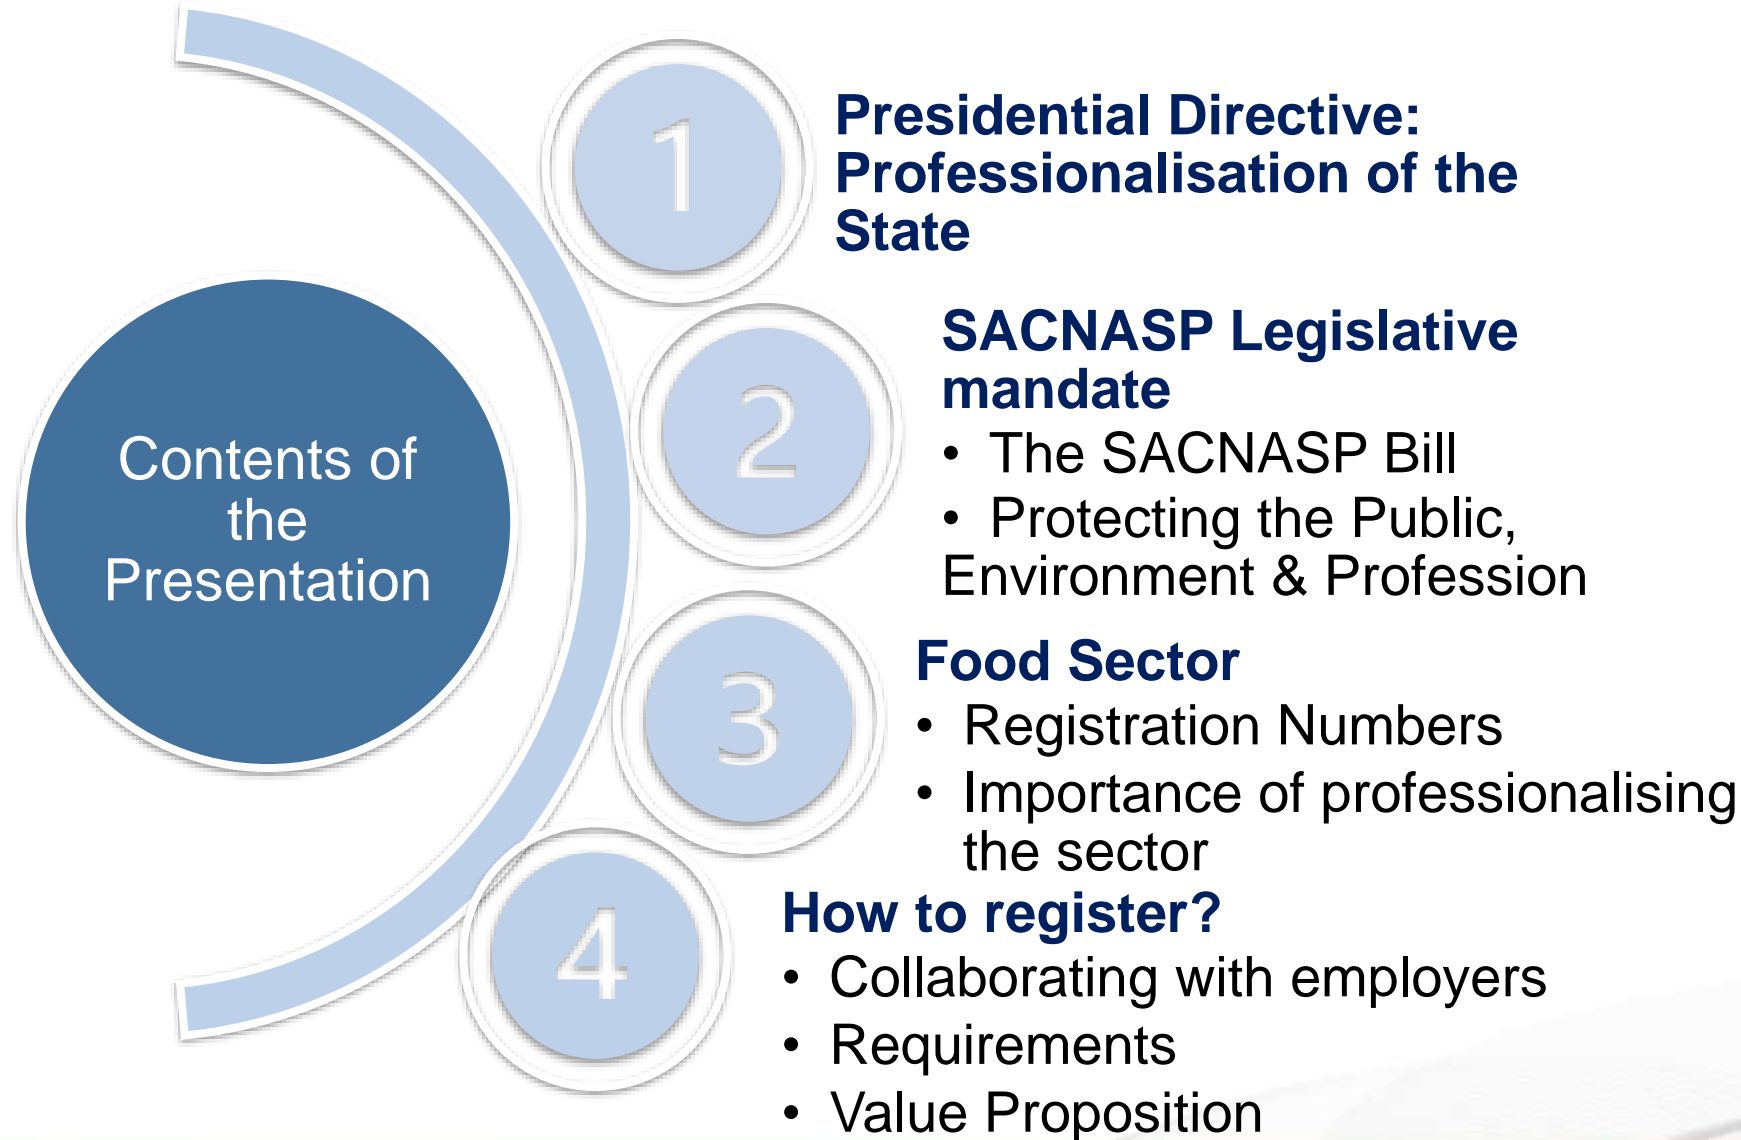 Contents of
the
Presentation
1
Presidential Directive:
Professionalisation of the
State
2
SACNASP Legislative
mandate
• The SACNASP Bill
• Protecting the Public,
Environment & Profession
3
Food Sector
• Registration Numbers
• Importance of professionalising
the sector
4
How to register?
• Collaborating with employers
• Requirements
• Value Proposition